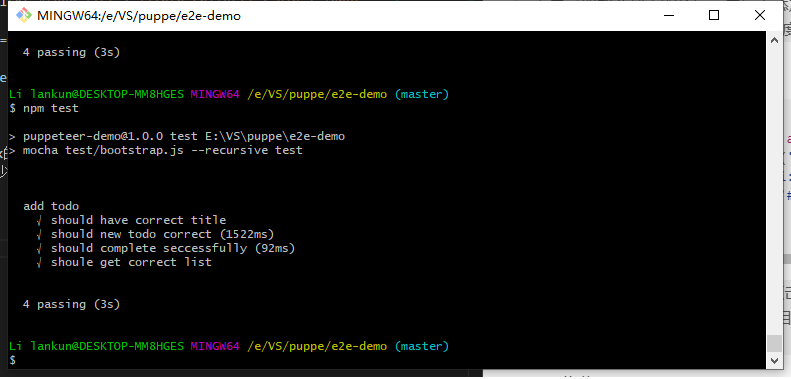 MINGW64:/e/VS/puppe/e2e-demo
4 passing (3s)
Li lankun@DESKTOP-MM8HGES MINGW64 /e/VS/puppe/e2e-demo (master)
$ npm test
> puppeteer-demo@1.0.0 test E:\VS\puppe\e2e-demo
> mocha test/bootstrap.js --recursive test
add todo
√ should have correct title
√ should new todo correct (1522ms)
√ should complete seccessfully (92ms)
√ shoule get correct list
4 passing (3s)
Li lankun@DESKTOP-MM8HGES MINGW64 /e/VS/puppe/e2e-demo (master)
$